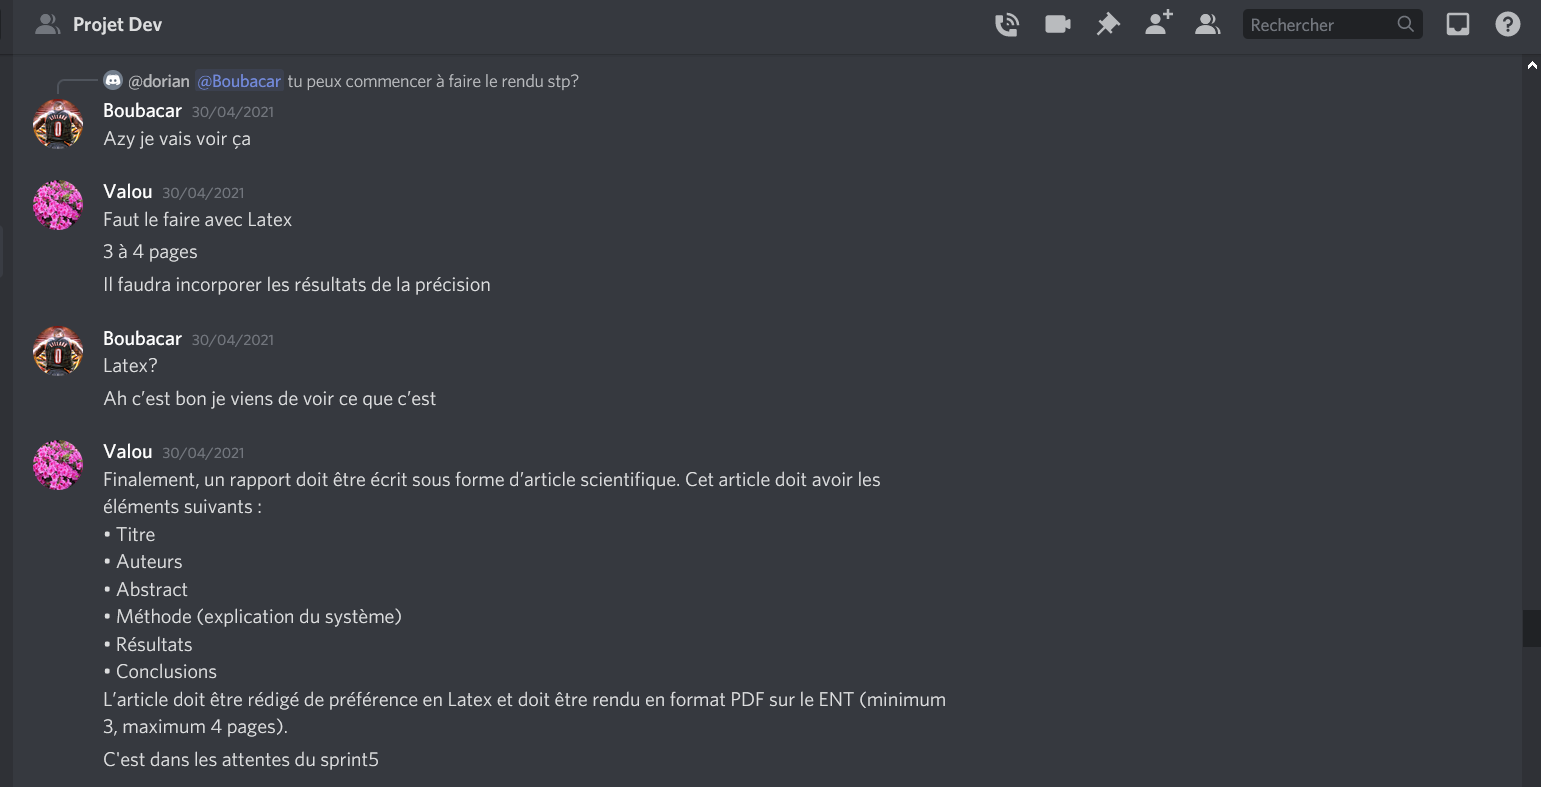 Projet Dev
Rechercher
@dorian @Boubacar tu peux commencer à faire le rendu stp?
Boubacar 30/04/2021
Azy je vais voir ça
Valou 30/04/2021
Faut le faire avec Latex
3 à 4 pages
Il faudra incorporer les résultats de la précision
Boubacar 30/04/2021
Latex?
Ah c’est bon je viens de voir ce que c’est
Valou 30/04/2021
Finalement, un rapport doit être écrit sous forme d’article scientifique. Cet article doit avoir les
éléments suivants :
• Titre
• Auteurs
• Abstract
• Méthode (explication du système)
• Résultats
• Conclusions
L’article doit être rédigé de préférence en Latex et doit être rendu en format PDF sur le ENT (minimum
3, maximum 4 pages).
C'est dans les attentes du sprint5